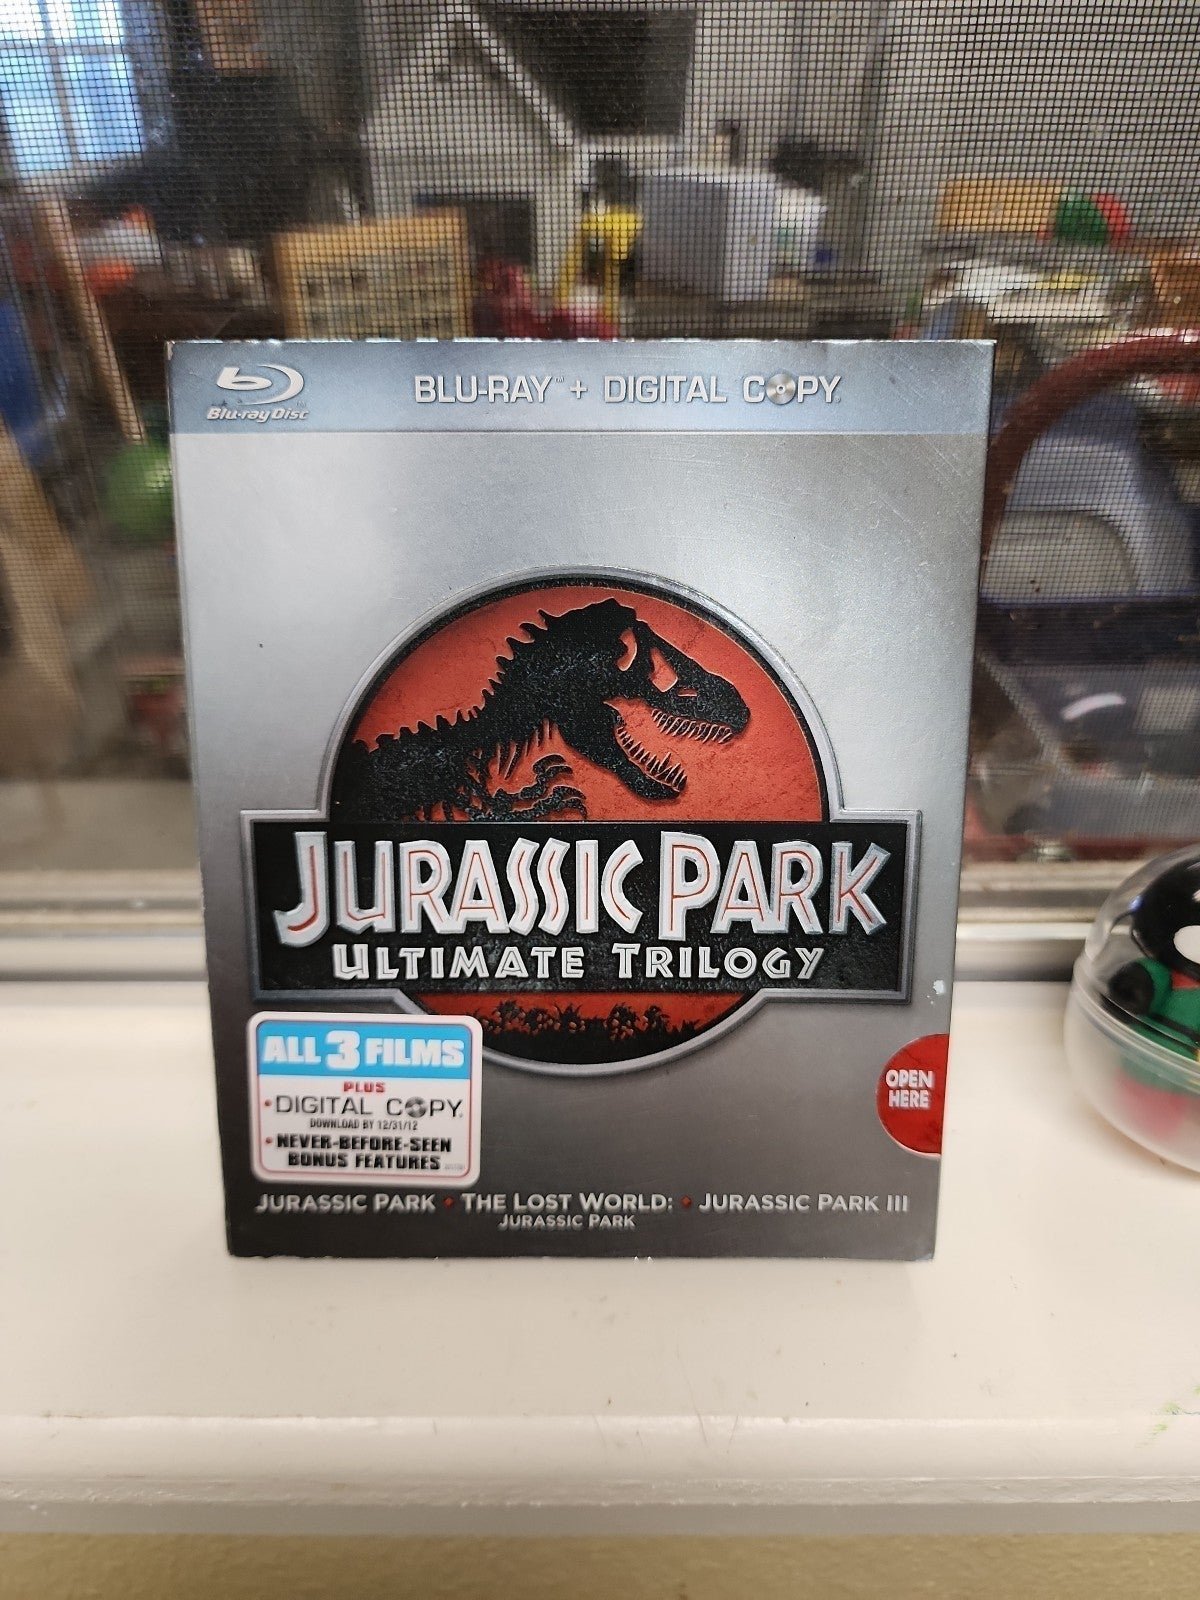 Blu-ray Disc
BLU-RAY™ + DIGITAL COPY.
JURASSIC PARK
ULTIMATE TRILOGY
ALL 3 FILMS
PLUS
• DIGITAL COPY.
DOWNLOAD BY 12/31/12
• NEVER-BEFORE-SEEN
BONUS FEATURES
OPEN
HERE
JURASSIC PARK • THE LOST WORLD: • JURASSIC PARK III
JURASSIC PARK